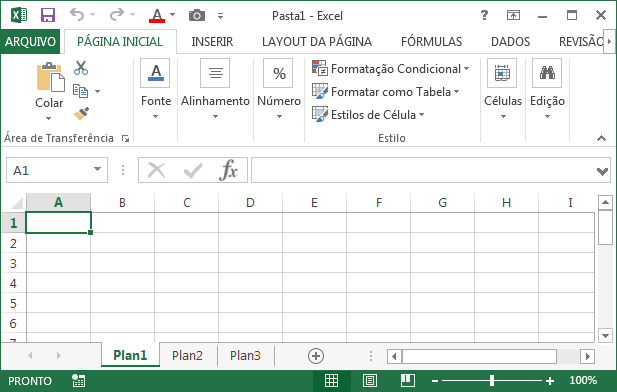 Pasta1 - Excel
ARQUIVO PÁGINA INICIAL INSERIR LAYOUT DA PÁGINA FÓRMULAS DADOS REVISÃO
Colar
Fonte
Alinhamento
%
Número
Formatação Condicional
Formatar como Tabela
Estilos de Célula
Células
Edição
Área de Transferência
Estilo
A1
fx
A B C D E F G H I
1
2
3
4
5
6
7
Plan1 Plan2 Plan3
PRONTO
100%